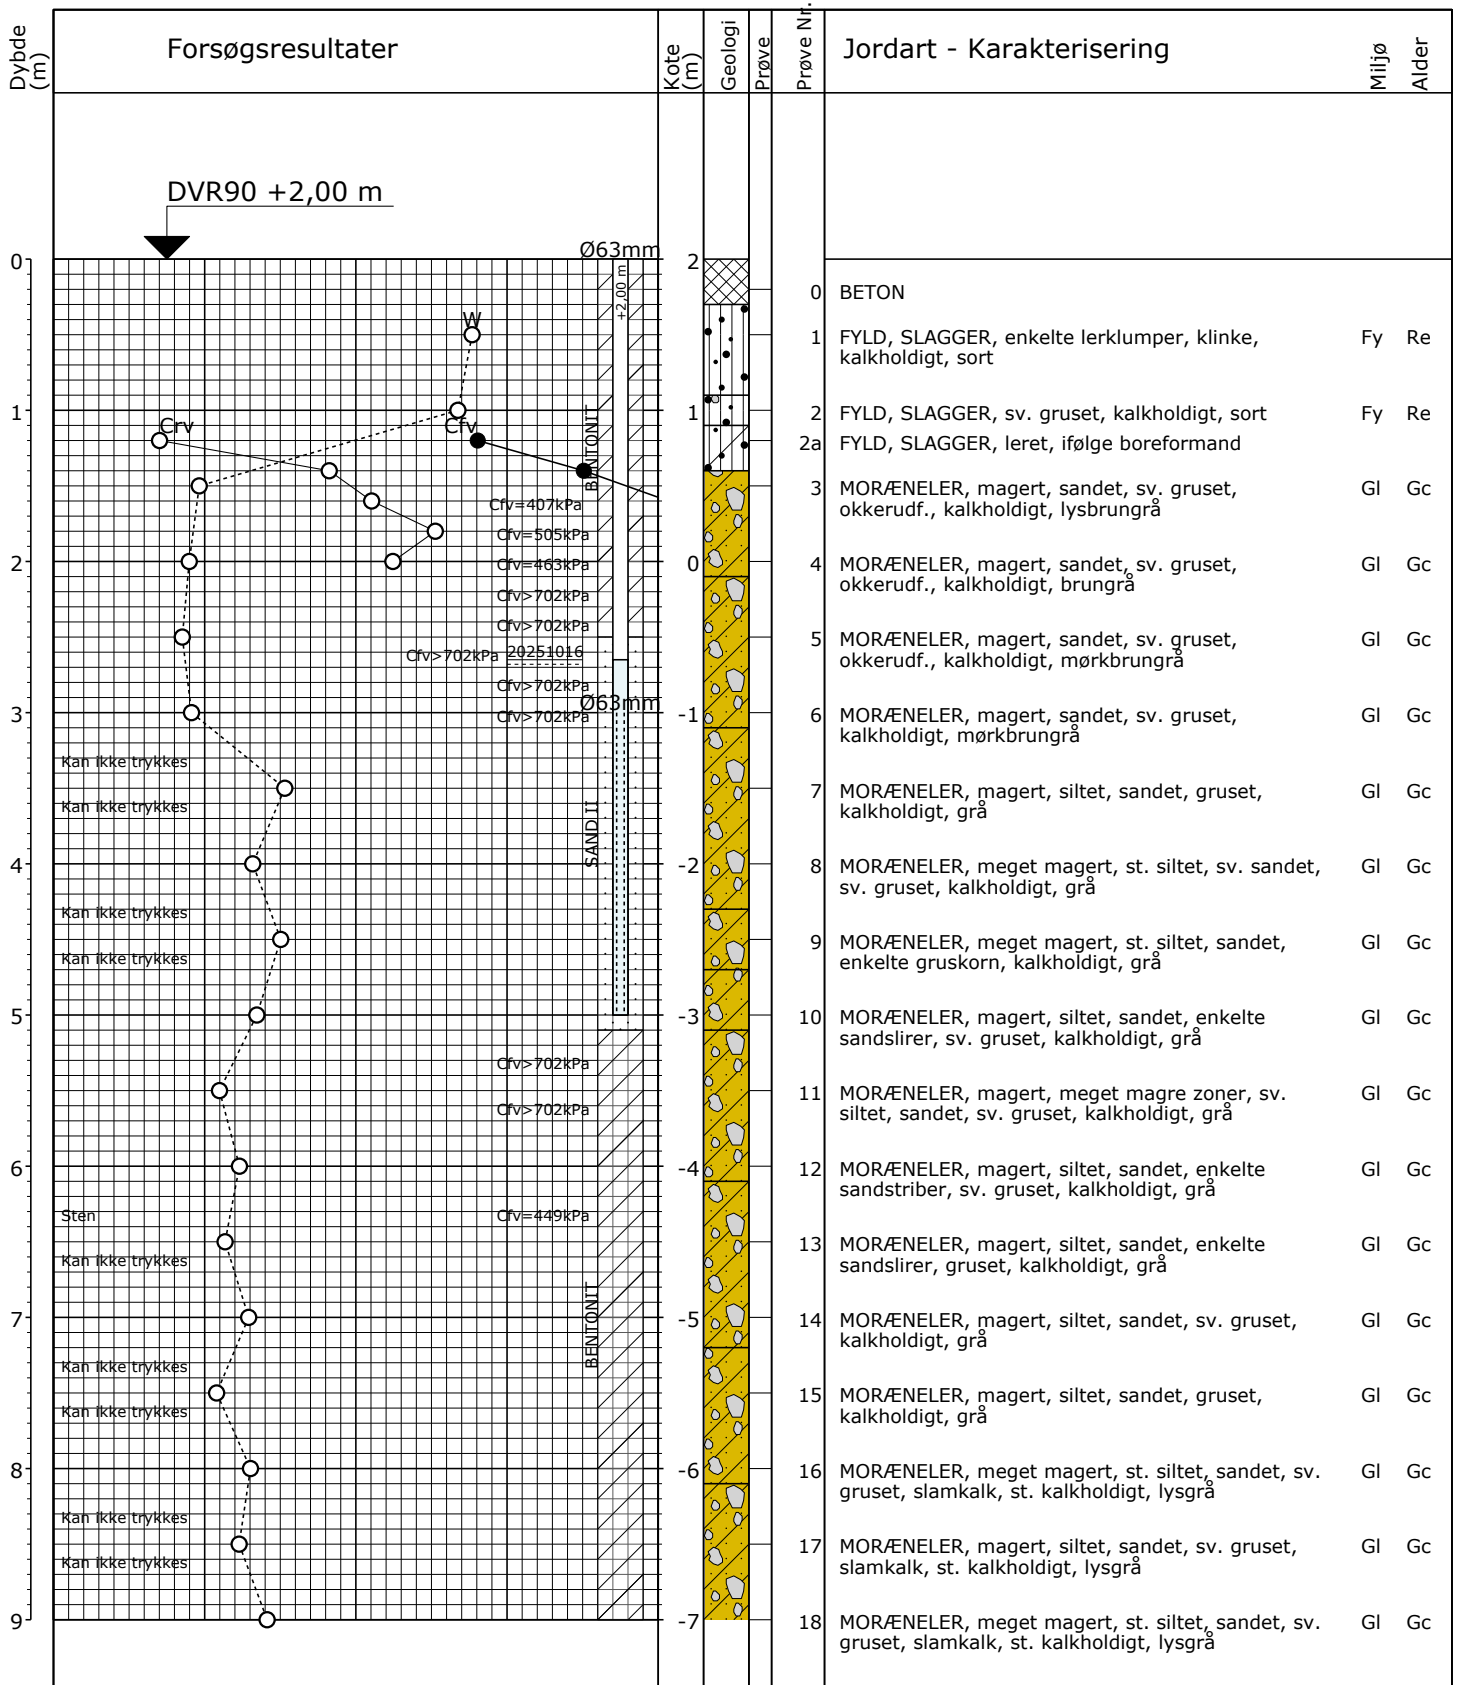 Dybde
(m)
Forsøgsresultater
Kote
(m)
Geologi
Prøve
Prøve Nr.
Jordart - Karakterisering
Miljø
Alder
DVR90 +2,00 m
Ø63mm
+2,00 m
0
2
0 BETON
W
1 FYLD, SLAGGER, enkelte lerklumper, klinke, Fy Re
kalkholdigt, sort
1
1
2 FYLD, SLAGGER, sv. gruset, kalkholdigt, sort Fy Re
Crv
Cfv
BENTONIT
2a FYLD, SLAGGER, leret, ifølge boreformand
3 MORÆNELER, magert, sandet, sv. gruset, Gl Gc
okkerudf., kalkholdigt, lysbrungrå
Cfv=407kPa
Cfv=505kPa
Cfv=463kPa
2
0
4 MORÆNELER, magert, sandet, sv. gruset, Gl Gc
okkerudf., kalkholdigt, brungrå
Cfv>702kPa
Cfv>702kPa
5 MORÆNELER, magert, sandet, sv. gruset, Gl Gc
okkerudf., kalkholdigt, mørkbrungrå
Cfv>702kPa 20251016
Cfv>702kPa
Ø63mm
Cfv>702kPa
3
-1
6 MORÆNELER, magert, sandet, sv. gruset, Gl Gc
kalkholdigt, mørkbrungrå
Kan ikke trykkes
7 MORÆNELER, magert, siltet, sandet, gruset, Gl Gc
kalkholdigt, grå
Kan ikke trykkes
SAND II
4
-2
8 MORÆNELER, meget magert, st. siltet, sv. sandet, Gl Gc
sv. gruset, kalkholdigt, grå
Kan ikke trykkes
9 MORÆNELER, meget magert, st. siltet, sandet, Gl Gc
enkelte gruskorn, kalkholdigt, grå
Kan ikke trykkes
5
-3
10 MORÆNELER, magert, siltet, sandet, enkelte Gl Gc
sandslirer, sv. gruset, kalkholdigt, grå
Cfv>702kPa
11 MORÆNELER, magert, meget magre zoner, sv. Gl Gc
siltet, sandet, sv. gruset, kalkholdigt, grå
Cfv>702kPa
6
-4
12 MORÆNELER, magert, siltet, sandet, enkelte Gl Gc
sandstriber, sv. gruset, kalkholdigt, grå
Sten
Cfv=449kPa
13 MORÆNELER, magert, siltet, sandet, enkelte Gl Gc
sandslirer, gruset, kalkholdigt, grå
Kan ikke trykkes
BENTONIT
7
-5
14 MORÆNELER, magert, siltet, sandet, sv. gruset, Gl Gc
kalkholdigt, grå
Kan ikke trykkes
15 MORÆNELER, magert, siltet, sandet, gruset, Gl Gc
kalkholdigt, grå
Kan ikke trykkes
8
-6
16 MORÆNELER, meget magert, st. siltet, sandet, sv. Gl Gc
gruset, slamkalk, st. kalkholdigt, lysgrå
Kan ikke trykkes
17 MORÆNELER, magert, siltet, sandet, sv. gruset, Gl Gc
slamkalk, st. kalkholdigt, lysgrå
Kan ikke trykkes
9
-7
18 MORÆNELER, meget magert, st. siltet, sandet, sv. Gl Gc
gruset, slamkalk, st. kalkholdigt, lysgrå